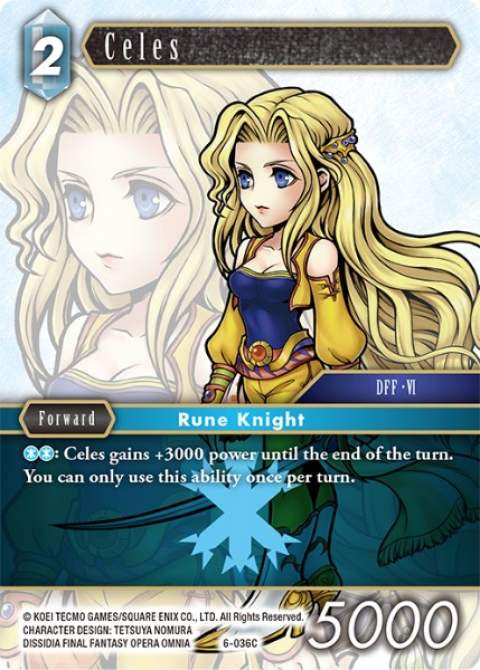 2
Celes
DFF・VI
Forward
Rune Knight
: Celes gains +3000 power until the end of the turn.
You can only use this ability once per turn.
© KOEI TECMO GAMES/SQUARE ENIX CO., LTD. All Rights Reserved.
CHARACTER DESIGN: TETSUYA NOMURA
DISSIDIA FINAL FANTASY OPERA OMNIA
6-036C
5000